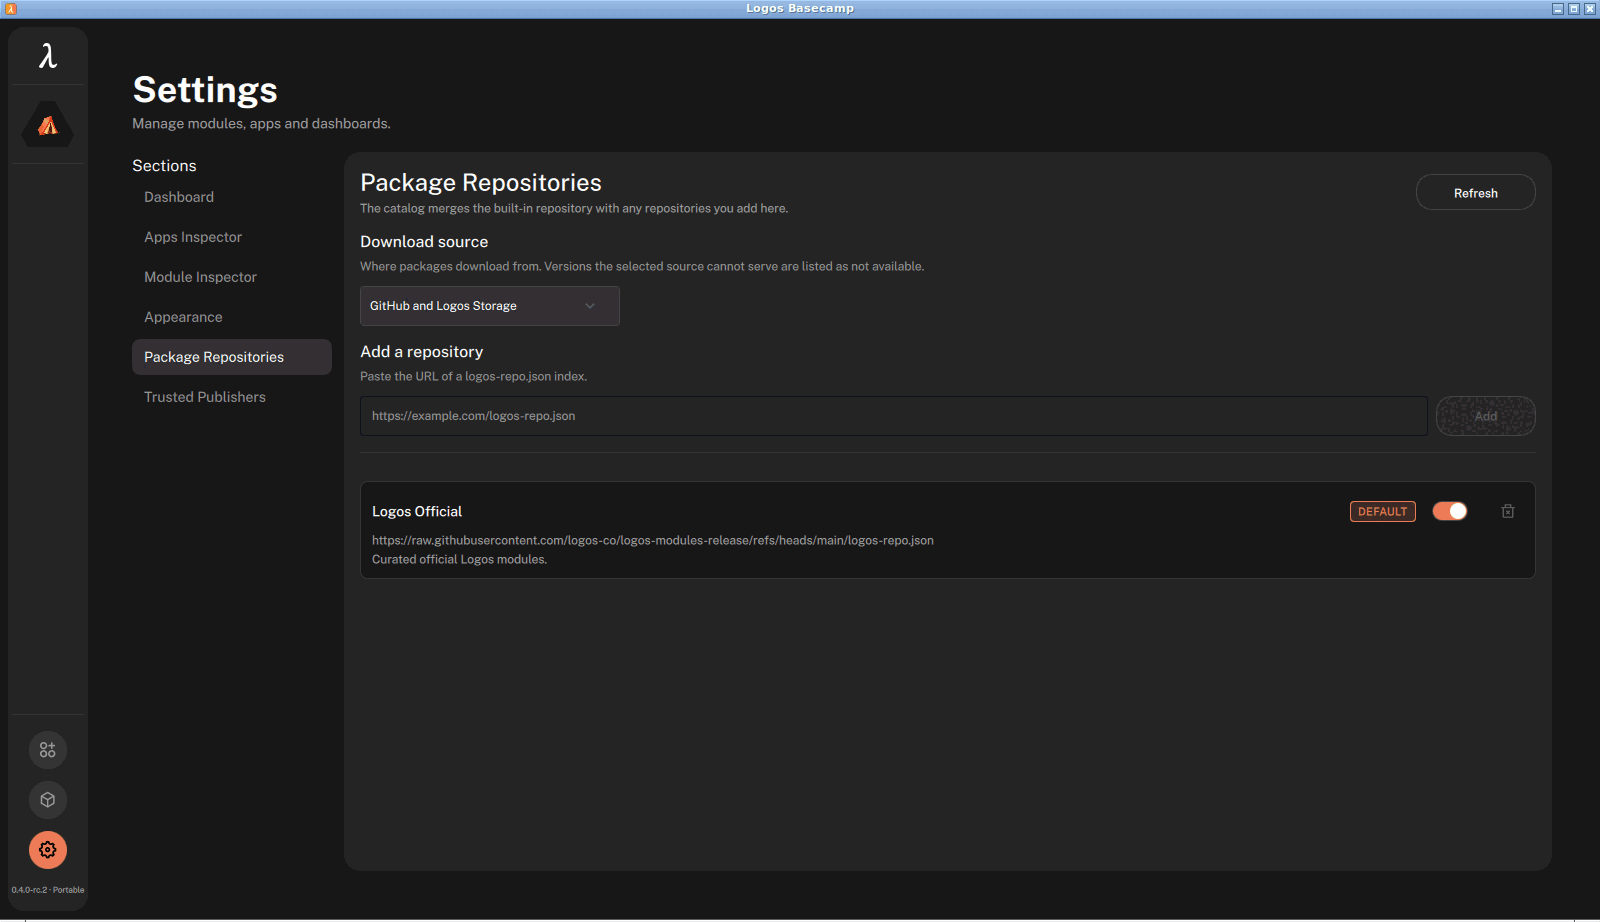 Logos Basecamp
λ
Settings
Manage modules, apps and dashboards.
Sections
Dashboard
Apps Inspector
Module Inspector
Appearance
Package Repositories
Trusted Publishers
Package Repositories
The catalog merges the built-in repository with any repositories you add here.
Refresh
Download source
Where packages download from. Versions the selected source cannot serve are listed as not available.
GitHub and Logos Storage
Add a repository
Paste the URL of a logos-repo.json index.
https://example.com/logos-repo.json
Add
Logos Official
DEFAULT
https://raw.githubusercontent.com/logos-co/logos-modules-release/refs/heads/main/logos-repo.json
Curated official Logos modules.
0.4.0-rc.2 · Portable